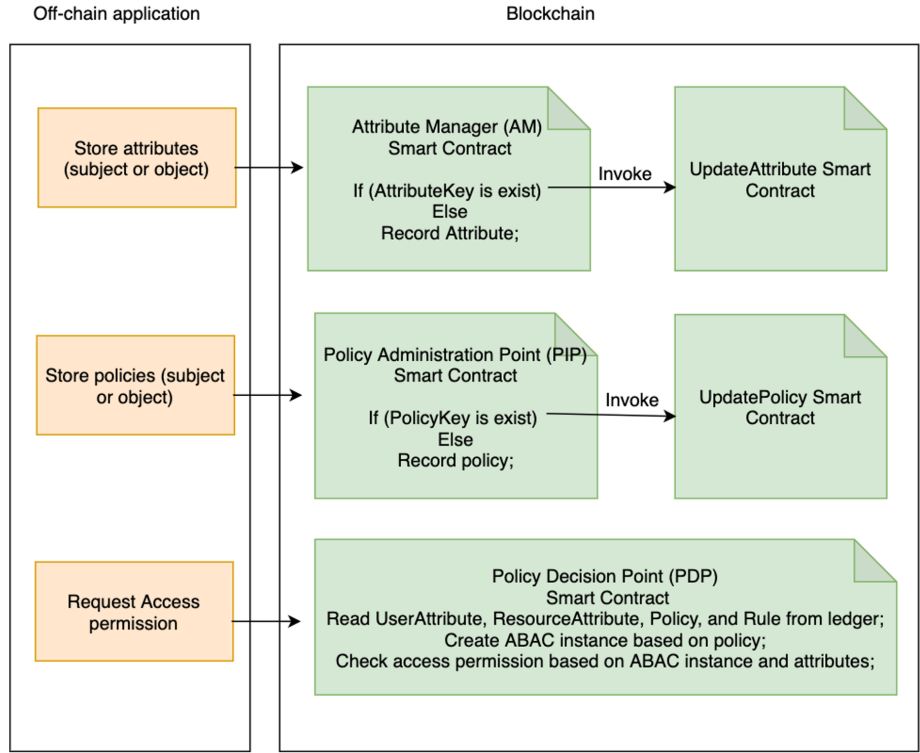 Off-chain application
Blockchain
Store attributes
(subject or object)
Attribute Manager (AM)
Smart Contract
If (AttributeKey is exist)
Else
Record Attribute;
Invoke
UpdateAttribute Smart
Contract
Store policies (subject
or object)
Policy Administration Point (PIP)
Smart Contract
If (PolicyKey is exist)
Else
Record policy;
Invoke
UpdatePolicy Smart
Contract
Request Access
permission
Policy Decision Point (PDP)
Smart Contract
Read UserAttribute, ResourceAttribute, Policy, and Rule from ledger;
Create ABAC instance based on policy;
Check access permission based on ABAC instance and attributes;